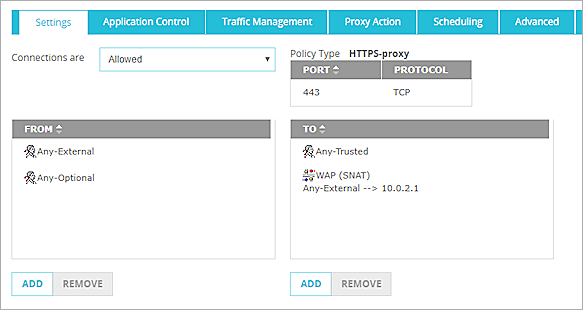 Settings
Application Control
Traffic Management
Proxy Action
Scheduling
Advanced
Connections are
Allowed
Policy Type HTTPS-proxy
PORT PROTOCOL
443 TCP
FROM
Any-External
Any-Optional
TO
Any-Trusted
WAP (SNAT)
Any-External --> 10.0.2.1
ADD REMOVE
ADD REMOVE